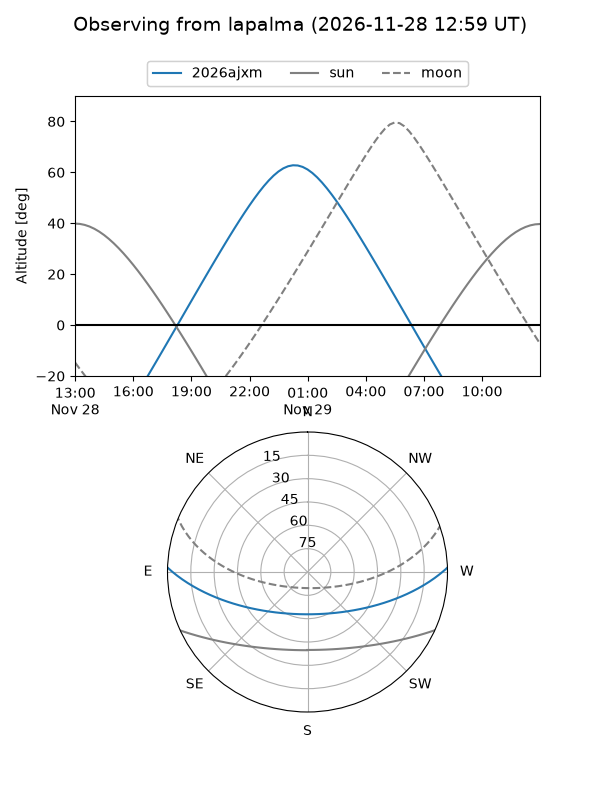 Observing from lapalma (2026-11-28 12:59 UT)
2026ajxm sun moon
Altitude [deg]
80
60
40
20
0
−20
13:00 16:00 19:00 22:00 01:00 04:00 07:00 10:00
Nov 28 Nov 29
N
NE NW
15
30
45
60
75
E W
SE SW
S